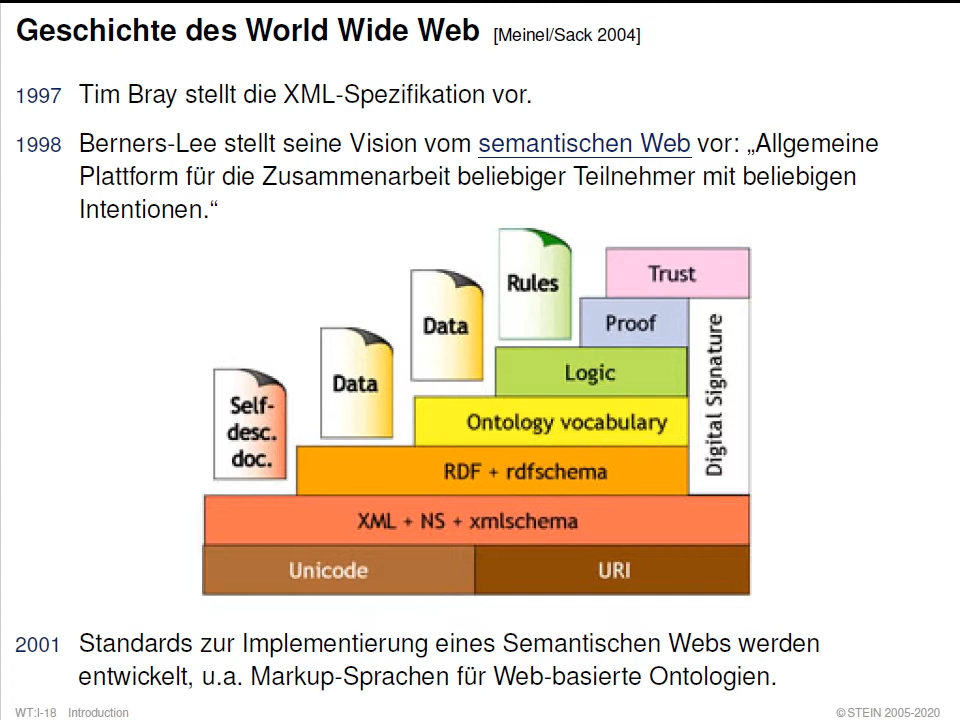 Geschichte des World Wide Web [Meinel/Sack 2004]
1997 Tim Bray stellt die XML-Spezifikation vor.
1998 Berners-Lee stellt seine Vision vom semantischen Web vor: „Allgemeine
Plattform für die Zusammenarbeit beliebiger Teilnehmer mit beliebigen
Intentionen.“
Rules
Trust
Data
Proof
Data
Logic
Digital Signature
Self-
desc.
doc.
Ontology vocabulary
RDF + rdfschema
XML + NS + xmlschema
Unicode
URI
2001 Standards zur Implementierung eines Semantischen Webs werden
entwickelt, u.a. Markup-Sprachen für Web-basierte Ontologien.
WT:I-18 Introduction
© STEIN 2005-2020